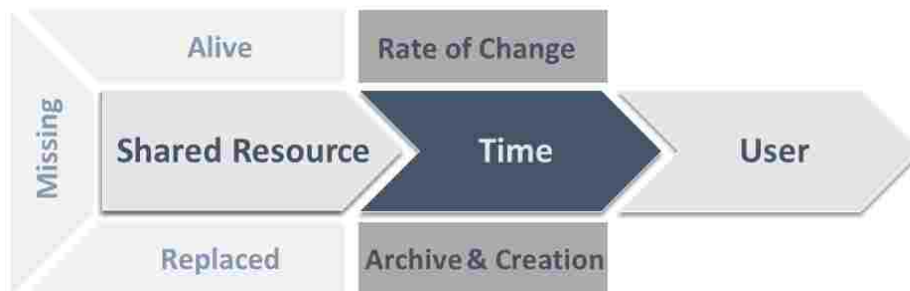 Alive
Rate of Change
Missing
Shared Resource
Time
User
Replaced
Archive & Creation